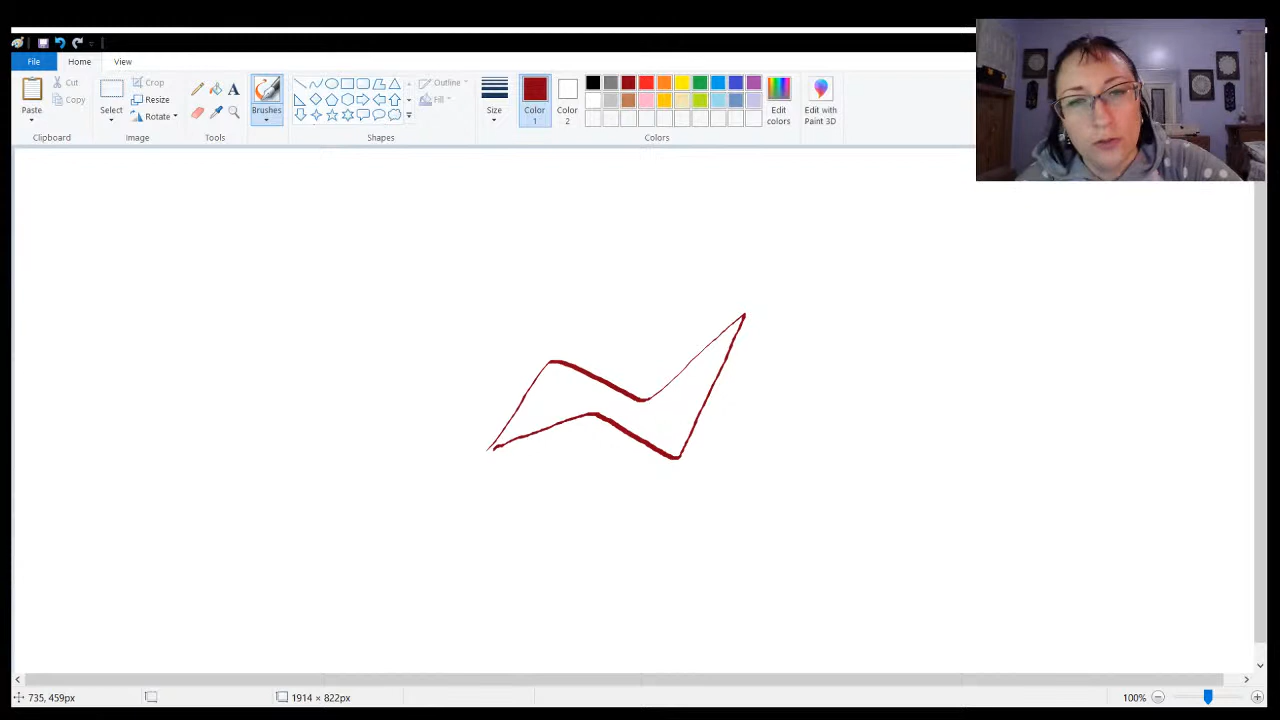 File Home View
Paste Cut Copy Clipboard
Select Crop Resize Rotate Image
Tools
Brushes
Outline Fill Shapes
Size
Color 1
Color 2
Edit colors
Colors
Edit with Paint 3D
735, 459px 1914 × 822px 100%